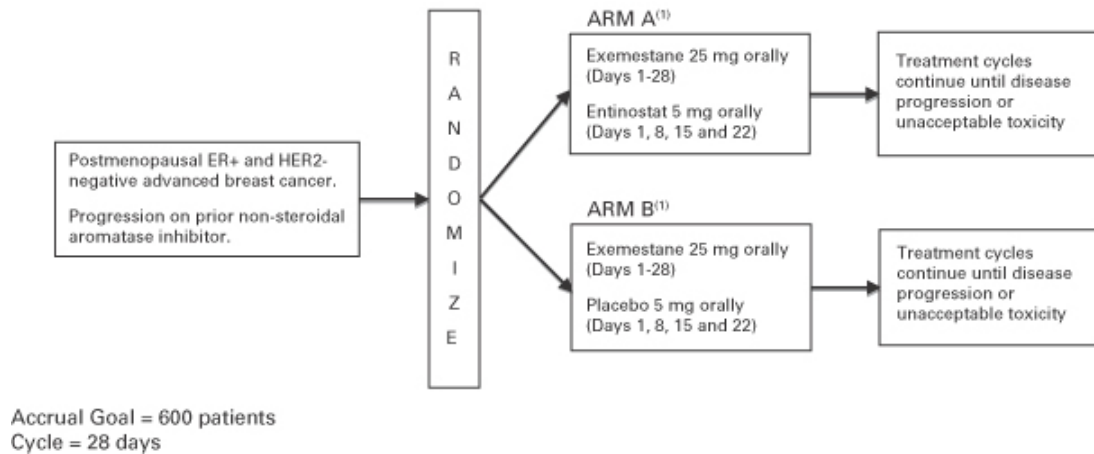 Postmenopausal ER+ and HER2-
negative advanced breast cancer.
Progression on prior non-steroidal
aromatase inhibitor.
R
A
N
D
O
M
I
Z
E
ARM A(1)
Exemestane 25 mg orally
(Days 1-28)
Entinostat 5 mg orally
(Days 1, 8, 15 and 22)
Treatment cycles
continue until disease
progression or
unacceptable toxicity
ARM B(1)
Exemestane 25 mg orally
(Days 1-28)
Placebo 5 mg orally
(Days 1, 8, 15 and 22)
Treatment cycles
continue until disease
progression or
unacceptable toxicity
Accrual Goal = 600 patients
Cycle = 28 days